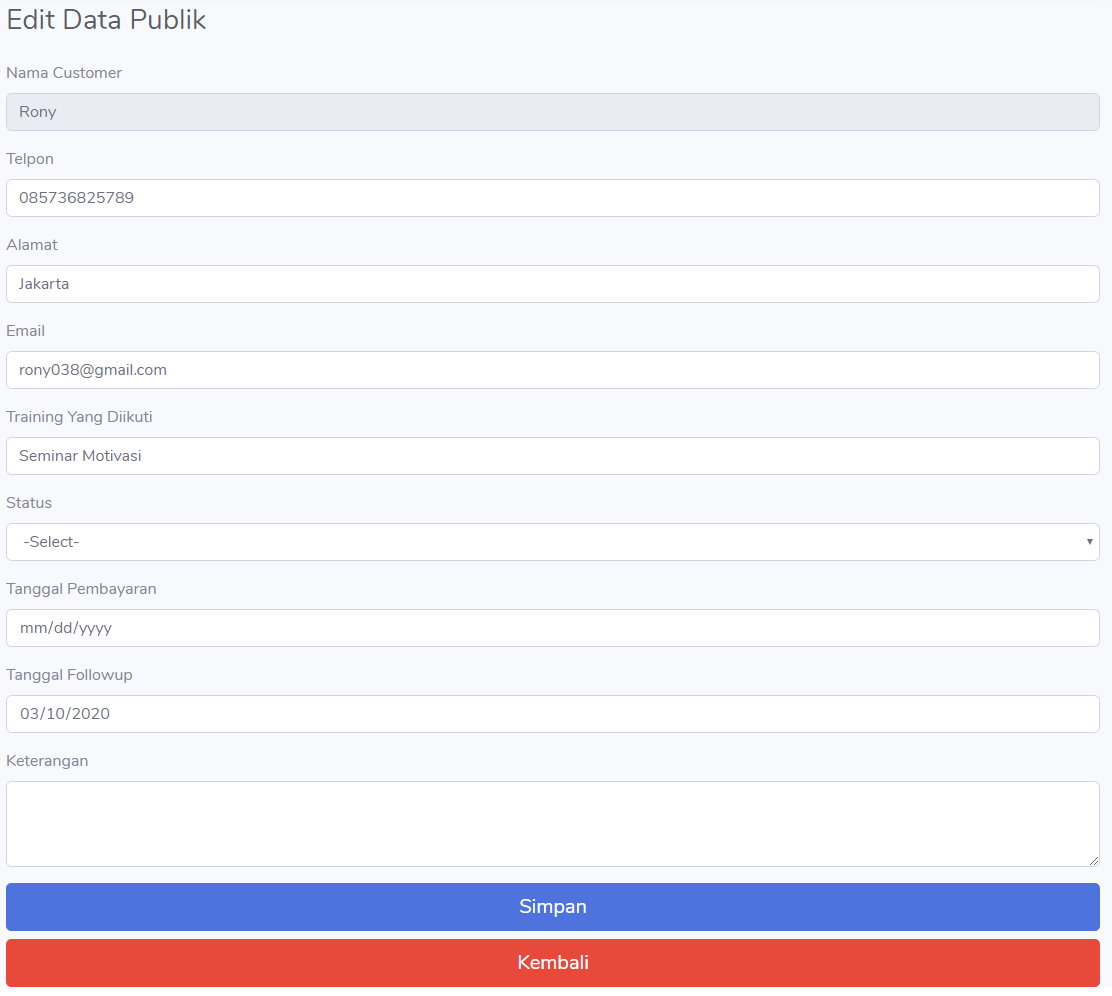 Edit Data Publik
Nama Customer
Rony
Telpon
085736825789
Alamat
Jakarta
Email
rony038@gmail.com
Training Yang Diikuti
Seminar Motivasi
Status
-Select-
Tanggal Pembayaran
mm/dd/yyyy
Tanggal Followup
03/10/2020
Keterangan
Simpan
Kembali